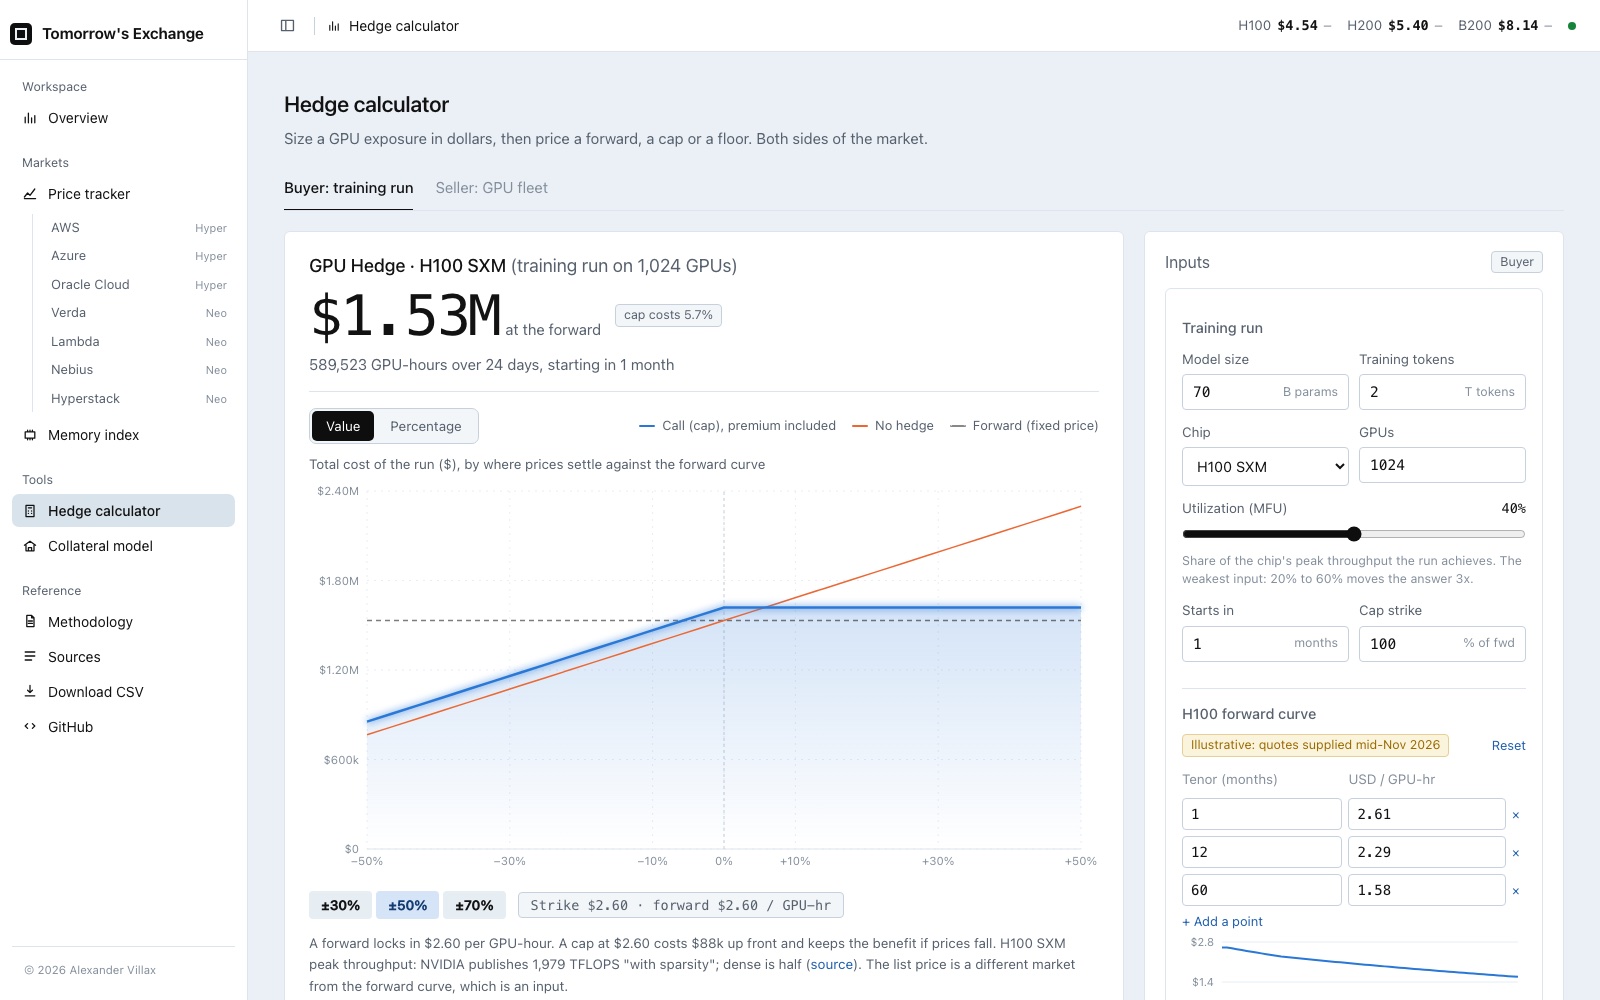 Tomorrow's Exchange
Workspace
Overview
Markets
Price tracker
AWS Hyper
Azure Hyper
Oracle Cloud Hyper
Verda Neo
Lambda Neo
Nebius Neo
Hyperstack Neo
Memory index
Tools
Hedge calculator
Collateral model
Reference
Methodology
Sources
Download CSV
GitHub
© 2026 Alexander Villax
Hedge calculator
H100 $4.54 – H200 $5.40 – B200 $8.14 –
Hedge calculator
Size a GPU exposure in dollars, then price a forward, a cap or a floor. Both sides of the market.
Buyer: training run Seller: GPU fleet
GPU Hedge · H100 SXM (training run on 1,024 GPUs)
$1.53M at the forward cap costs 5.7%
589,523 GPU-hours over 24 days, starting in 1 month
Value Percentage
Call (cap), premium included No hedge Forward (fixed price)
Total cost of the run ($), by where prices settle against the forward curve
$2.40M
$1.80M
$1.20M
$600k
$0
−50% −30% −10% 0% +10% +30% +50%
±30% ±50% ±70% Strike $2.60 · forward $2.60 / GPU-hr
A forward locks in $2.60 per GPU-hour. A cap at $2.60 costs $88k up front and keeps the benefit if prices fall. H100 SXM
peak throughput: NVIDIA publishes 1,979 TFLOPS "with sparsity"; dense is half (source). The list price is a different market
from the forward curve, which is an input.
Inputs Buyer
Training run
Model size Training tokens
70 B params 2 T tokens
Chip GPUs
H100 SXM 1024
Utilization (MFU) 40%
Share of the chip's peak throughput the run achieves. The
weakest input: 20% to 60% moves the answer 3x.
Starts in Cap strike
1 months 100 % of fwd
H100 forward curve
Illustrative: quotes supplied mid-Nov 2026 Reset
Tenor (months) USD / GPU-hr
1 2.61 ×
12 2.29 ×
60 1.58 ×
+ Add a point
$2.8
$1.4